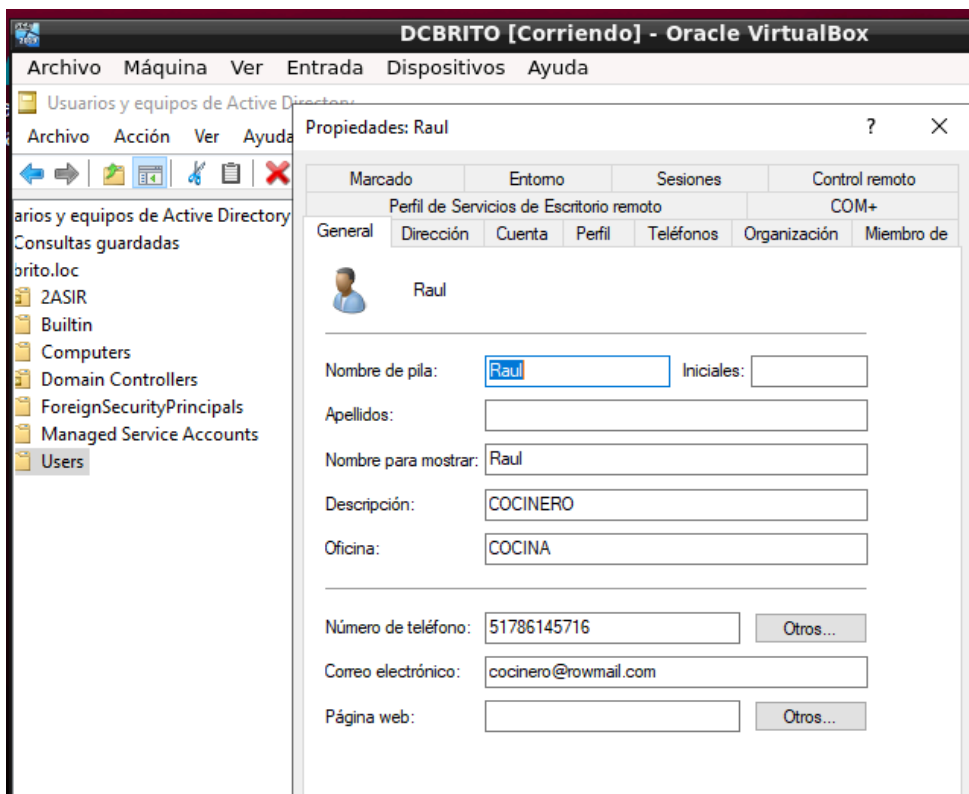 DCBRITO [Corriendo] - Oracle VirtualBox
Archivo Máquina Ver Entrada Dispositivos Ayuda
Usuarios y equipos de Active Directory
Archivo Acción Ver Ayuda
arios y equipos de Active Directory
Consultas guardadas
brito.loc
2ASIR
Builtin
Computers
Domain Controllers
ForeignSecurityPrincipals
Managed Service Accounts
Users
Propiedades: Raul
? 
Marcado Entorno Sesiones Control remoto
Perfil de Servicios de Escritorio remoto COM+
General Dirección Cuenta Perfil Teléfonos Organización Miembro de
Raul
Nombre de pila: Raul Iniciales:
Apellidos:
Nombre para mostrar: Raul
Descripción: COCINERO
Oficina: COCINA
Número de teléfono: 51786145716 Otros...
Correo electrónico: cocinero@rowmail.com
Página web: Otros...